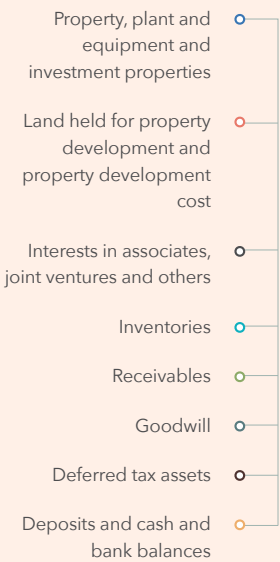 Property, plant and
equipment and
investment properties
Land held for property
development and
property development
cost
Interests in associates,
joint ventures and others
Inventories
Receivables
Goodwill
Deferred tax assets
Deposits and cash and
bank balances